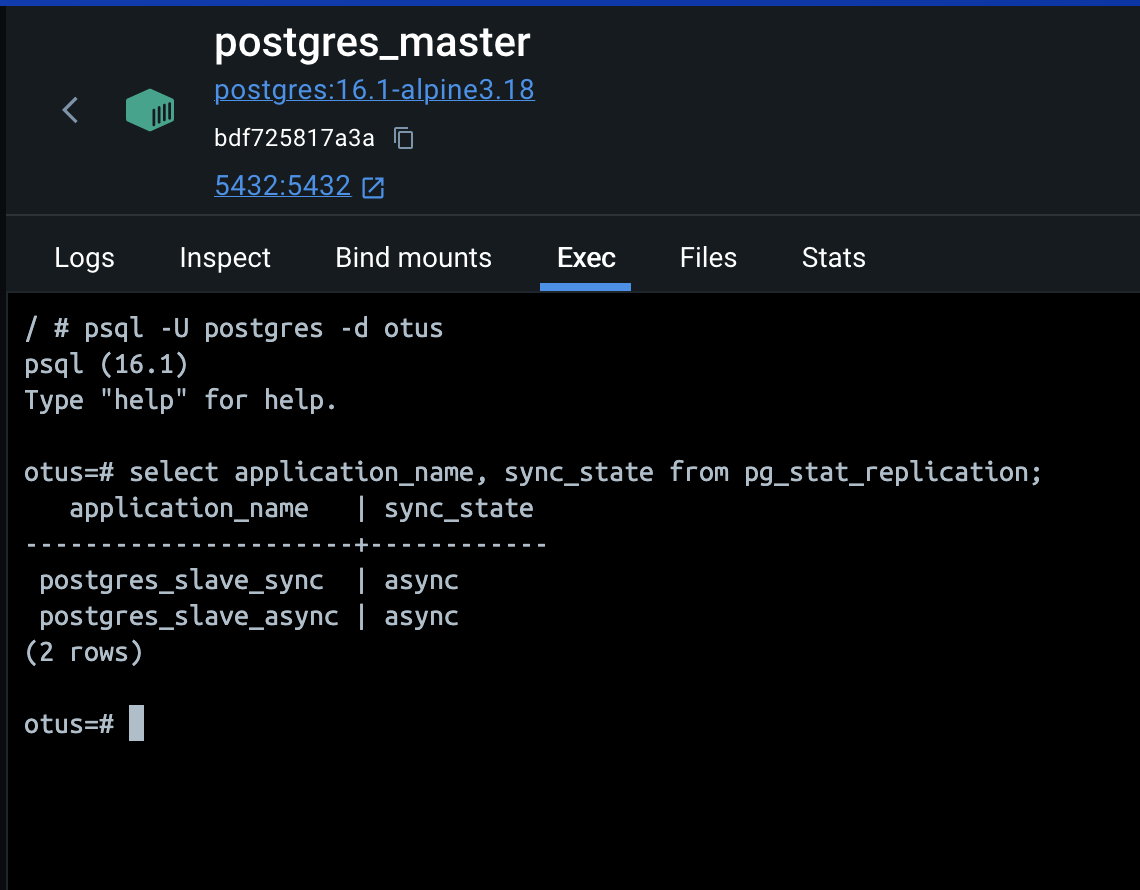 postgres_master
postgres:16.1-alpine3.18
bdf725817a3a
5432:5432
Logs Inspect Bind mounts Exec Files Stats
/ # psql -U postgres -d otus
psql (16.1)
Type "help" for help.
otus=# select application_name, sync_state from pg_stat_replication;
   application_name   | sync_state
----------------------+------------
 postgres_slave_sync  | async
 postgres_slave_async | async
(2 rows)
otus=#